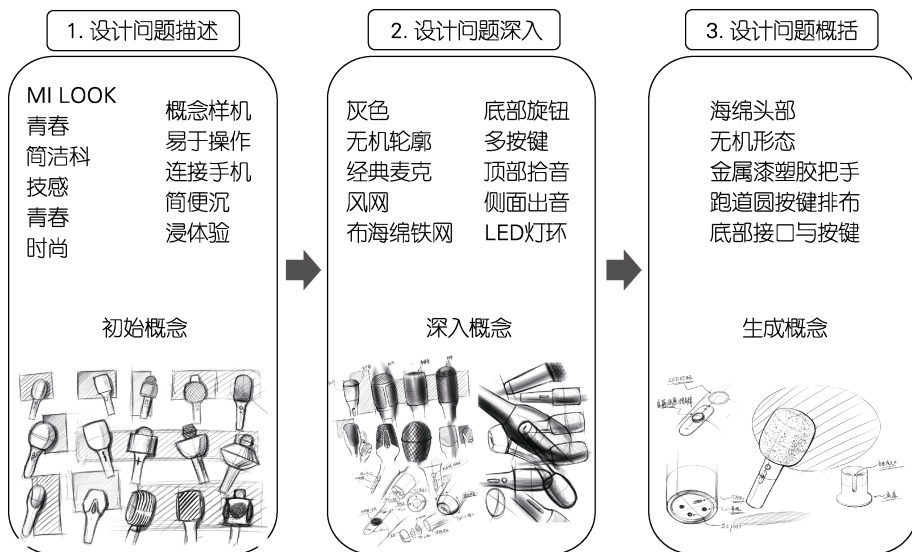 1. 设计问题描述
MI LOOK
青春
简洁科
技感
青春
时尚
概念样机
易于操作
连接手机
简便沉
浸体验
初始概念
2. 设计问题深入
灰色
无机轮廓
经典麦克
风网
布海绵铁网
底部旋钮
多按键
顶部拾音
侧面出音
LED灯环
深入概念
3. 设计问题概括
海绵头部
无机形态
金属漆塑胶把手
跑道圆按键排布
底部接口与按键
生成概念